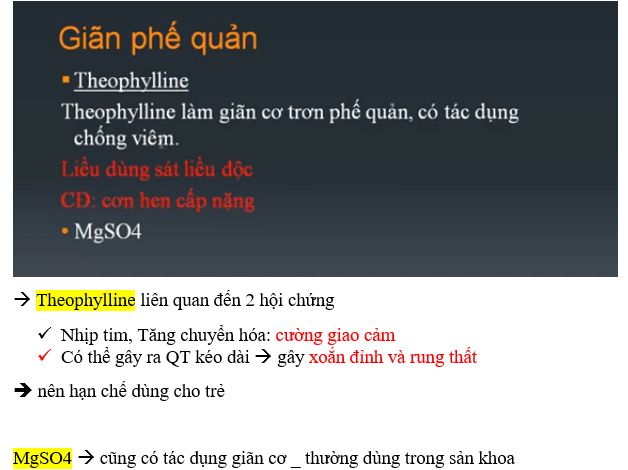 Giãn phế quản
▪ Theophylline
Theophylline làm giãn cơ trơn phế quản, có tác dụng
chống viêm.
Liều dùng sát liều độc
CĐ: cơn hen cấp nặng
• MgSO4
→ Theophylline liên quan đến 2 hội chứng
✓ Nhịp tim, Tăng chuyển hóa: cường giao cảm
✓ Có thể gây ra QT kéo dài → gây xoắn đỉnh và rung thất
➔ nên hạn chế dùng cho trẻ
MgSO4 → cũng có tác dụng giãn cơ _ thường dùng trong sản khoa